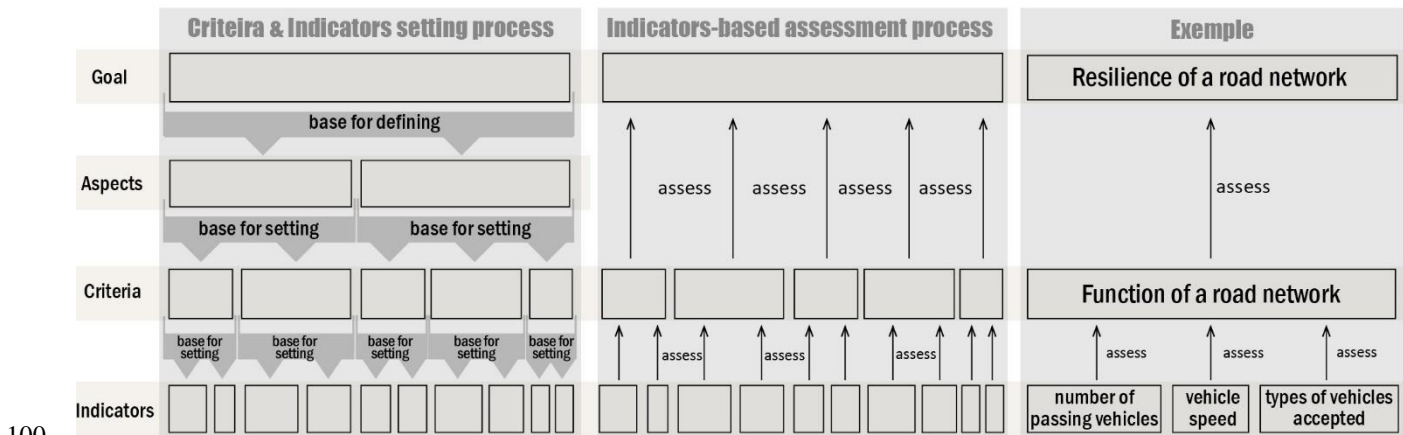 Criteira & Indicators setting process
Indicators-based assessment process
Exemple
Goal
Resilience of a road network
base for defining
Aspects
assess
assess
assess
assess
assess
base for setting
base for setting
Criteria
Function of a road network
base for
setting
base for
setting
base for
setting
base for
setting
base for
setting
assess
assess
assess
assess
assess
assess
Indicators
number of
passing vehicles
vehicle
speed
types of vehicles
accepted
100